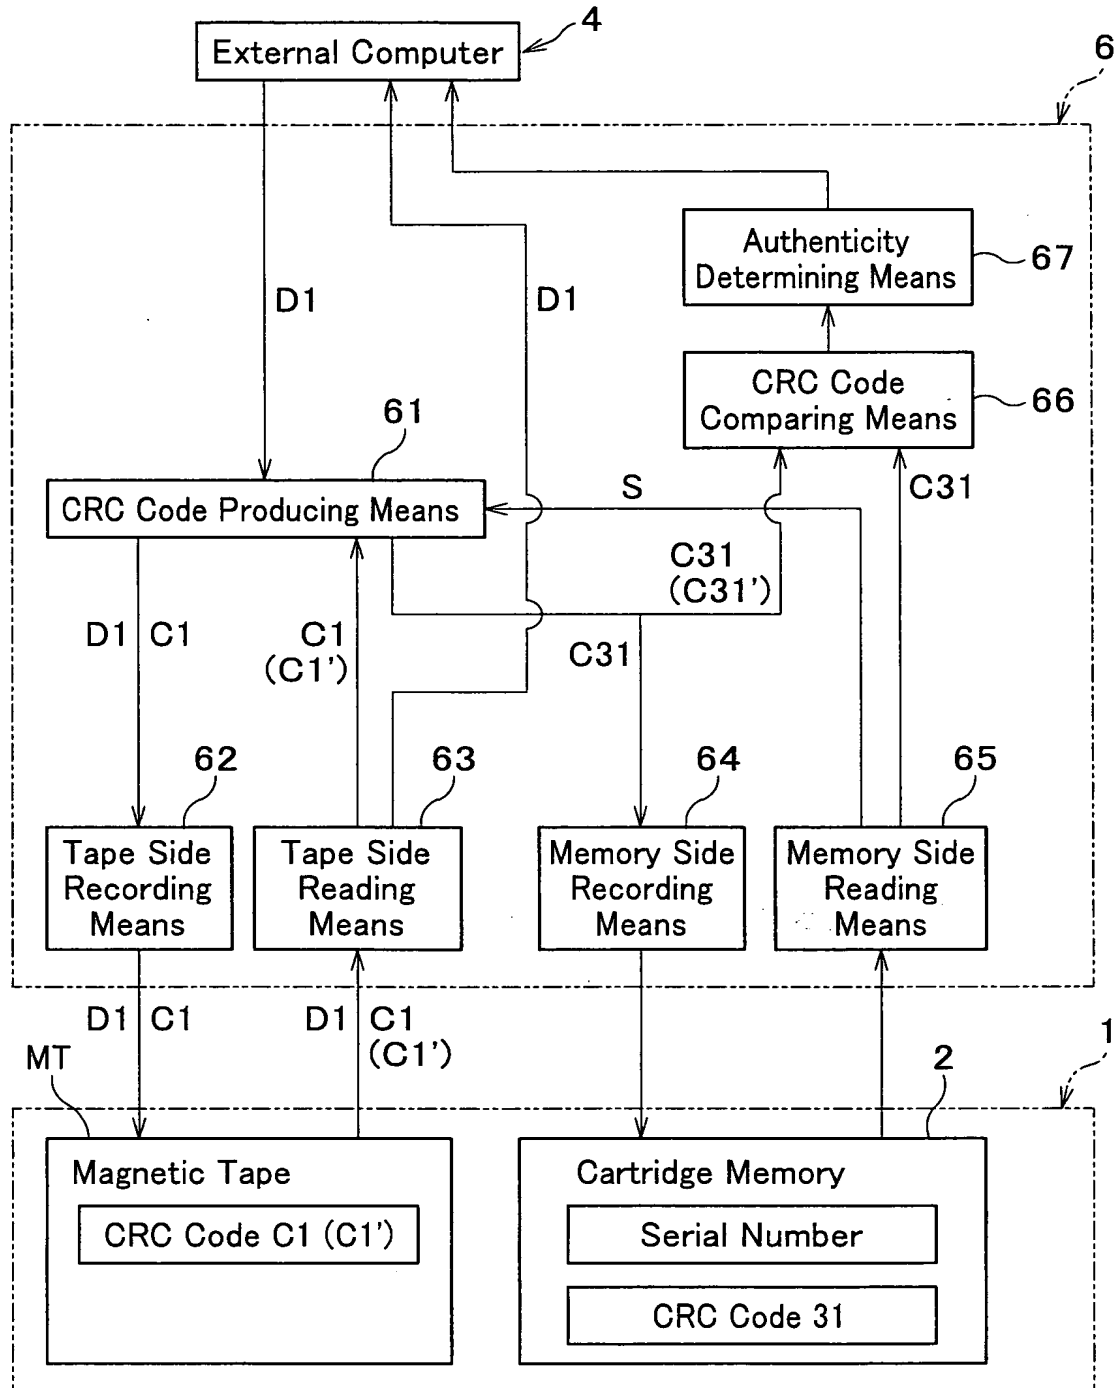 External Computer
4
6
Authenticity
Determining Means
67
D1
D1
CRC Code
Comparing Means
66
61
CRC Code Producing Means
S
C31
C31
(C31')
D1
C1
C1
(C1')
C31
62
63
64
65
Tape Side
Recording
Means
Tape Side
Reading
Means
Memory Side
Recording
Means
Memory Side
Reading
Means
D1
C1
D1
C1
(C1')
MT
2
1
Magnetic Tape
CRC Code C1 (C1')
Cartridge Memory
Serial Number
CRC Code 31